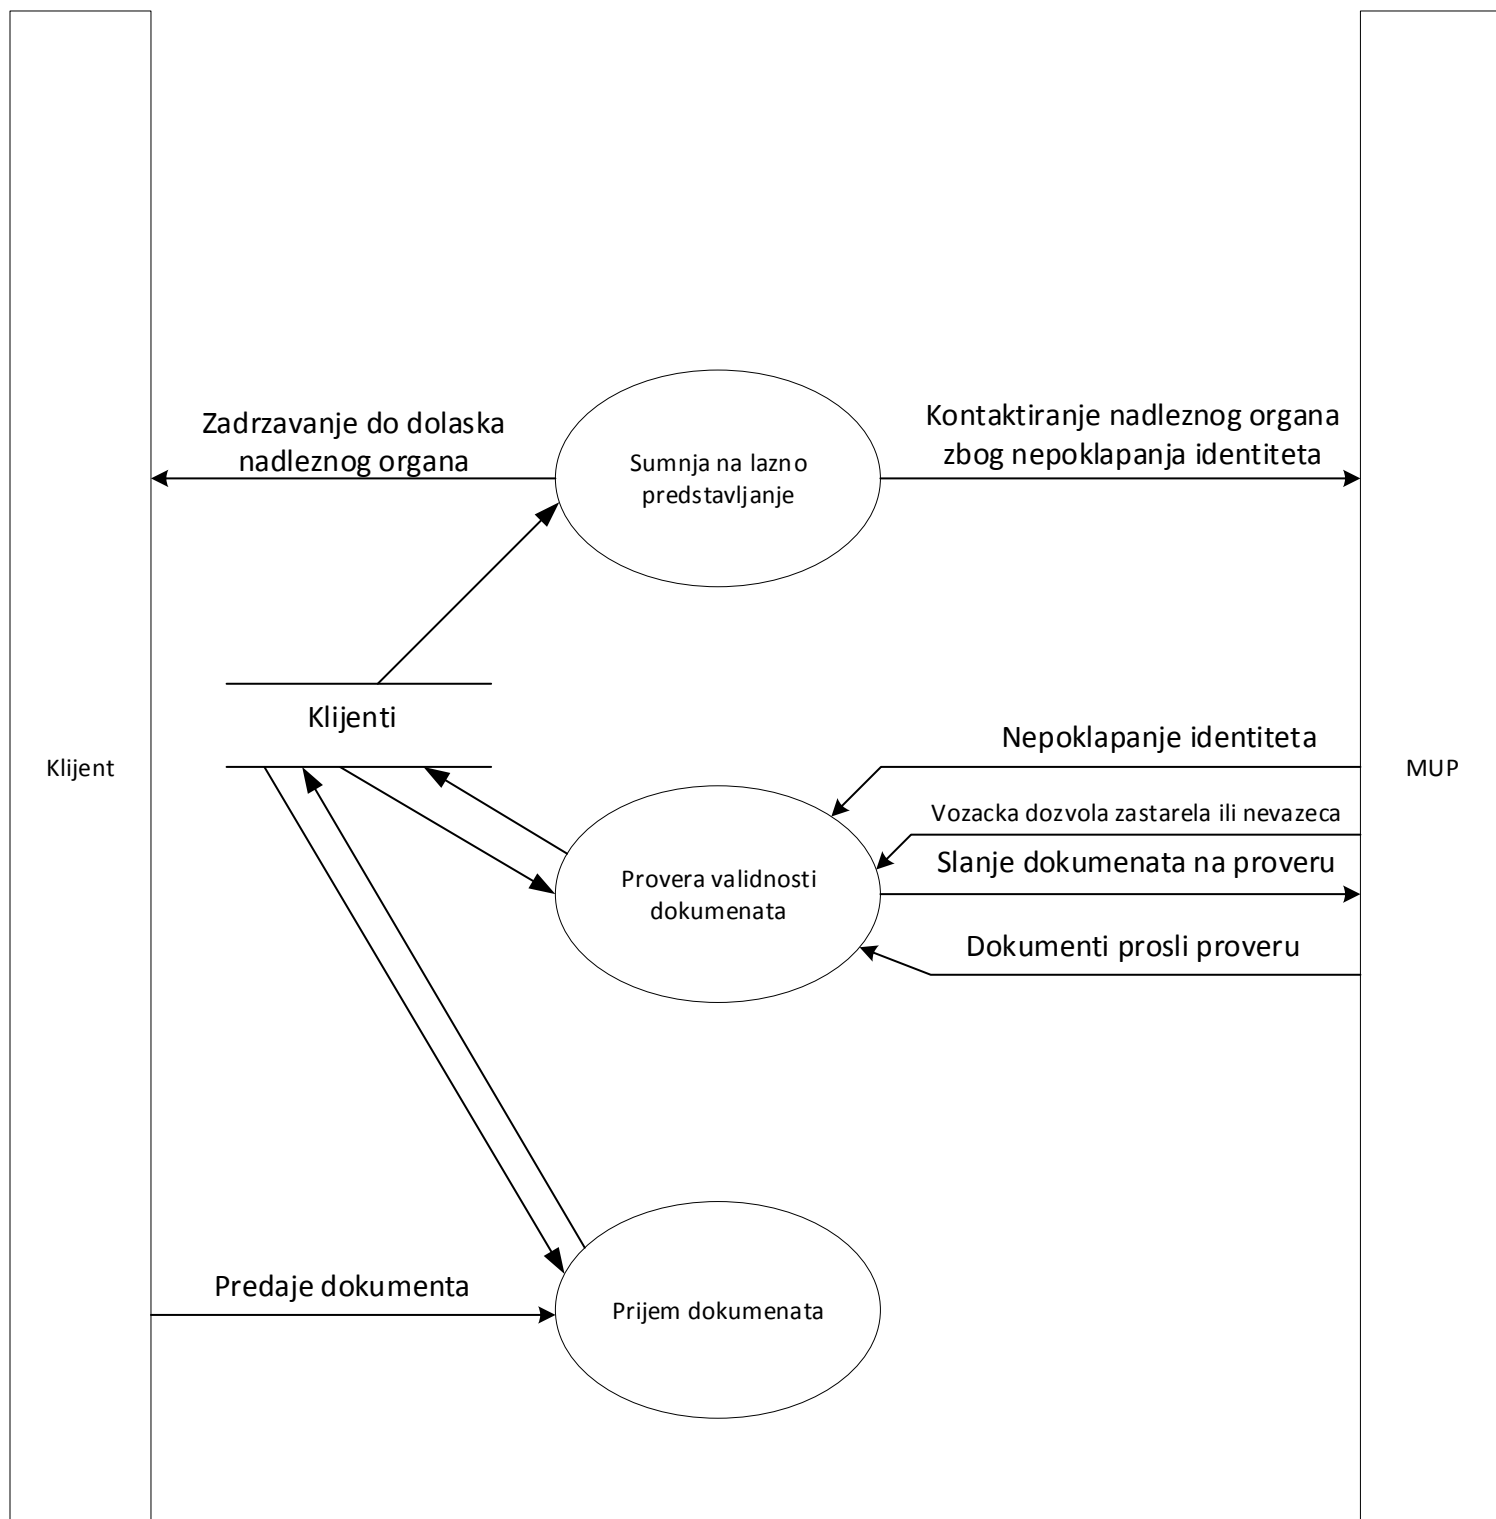 Zadrzavanje do dolaska
nadleznog organa
Sumnja na lazno
predstavljanje
Kontaktiranje nadleznog organa
zbog nepoklapanja identiteta
Klijenti
Klijent
Nepoklapanje identiteta
MUP
Vozacka dozvola zastarela ili nevazeca
Slanje dokumenata na proveru
Provera validnosti
dokumenata
Dokumenti prosli proveru
Predaje dokumenta
Prijem dokumenata